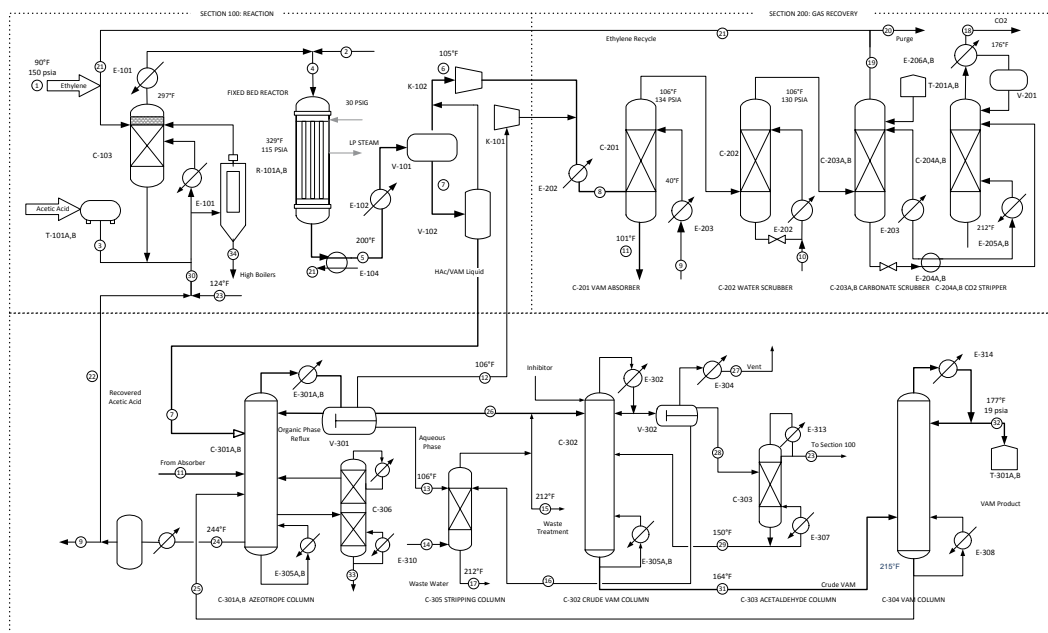 SECTION 100: REACTION
SECTION 200: GAS RECOVERY
90°F
150 psia
1
Ethylene
21
E-101
297°F
C-103
2
4
FIXED BED REACTOR
329°F
115 PSIA
R-101A,B
30 PSIG
LP STEAM
105°F
6
K-102
V-101
7
K-101
V-102
E-102
200°F
5
21
E-104
E-101
Acetic Acid
T-101A,B
3
34
High Boilers
30
124°F
23
HAc/VAM Liquid
Ethylene Recycle
21
20
Purge
19
18
CO2
176°F
E-206A,B
T-201A,B
V-201
106°F
134 PSIA
C-201
E-202
8
40°F
E-203
101°F
11
9
106°F
130 PSIA
C-202
E-202
10
C-203A,B
E-203
C-204A,B
212°F
E-205A,B
E-204A,B
C-201 VAM ABSORBER
C-202 WATER SCRUBBER
C-203A,B CARBONATE SCRUBBER
C-204A,B CO2 STRIPPER
22
Recovered
Acetic Acid
7
E-301A,B
106°F
12
C-301A,B
Organic Phase
Reflux
V-301
26
Aqueous
Phase
From Absorber
11
106°F
13
C-306
9
244°F
24
E-305A,B
E-310
14
33
25
Waste Water
212°F
17
C-301A,B AZEOTROPE COLUMN
C-305 STRIPPING COLUMN
Inhibitor
C-302
E-302
E-304
27
Vent
V-302
28
212°F
15
Waste
Treatment
16
E-305A,B
C-302 CRUDE VAM COLUMN
E-313
To Section 100
23
C-303
150°F
29
E-307
164°F
31
Crude VAM
C-303 ACETALDEHYDE COLUMN
E-314
177°F
19 psia
32
T-301A,B
VAM Product
E-308
215°F
C-304 VAM COLUMN